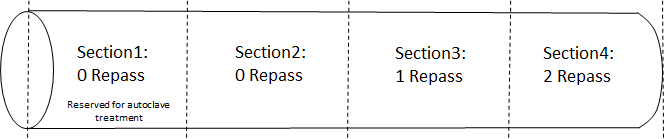 Section1:
0 Repass
Reserved for autoclave
treatment
Section2:
0 Repass
Section3:
1 Repass
Section4:
2 Repass